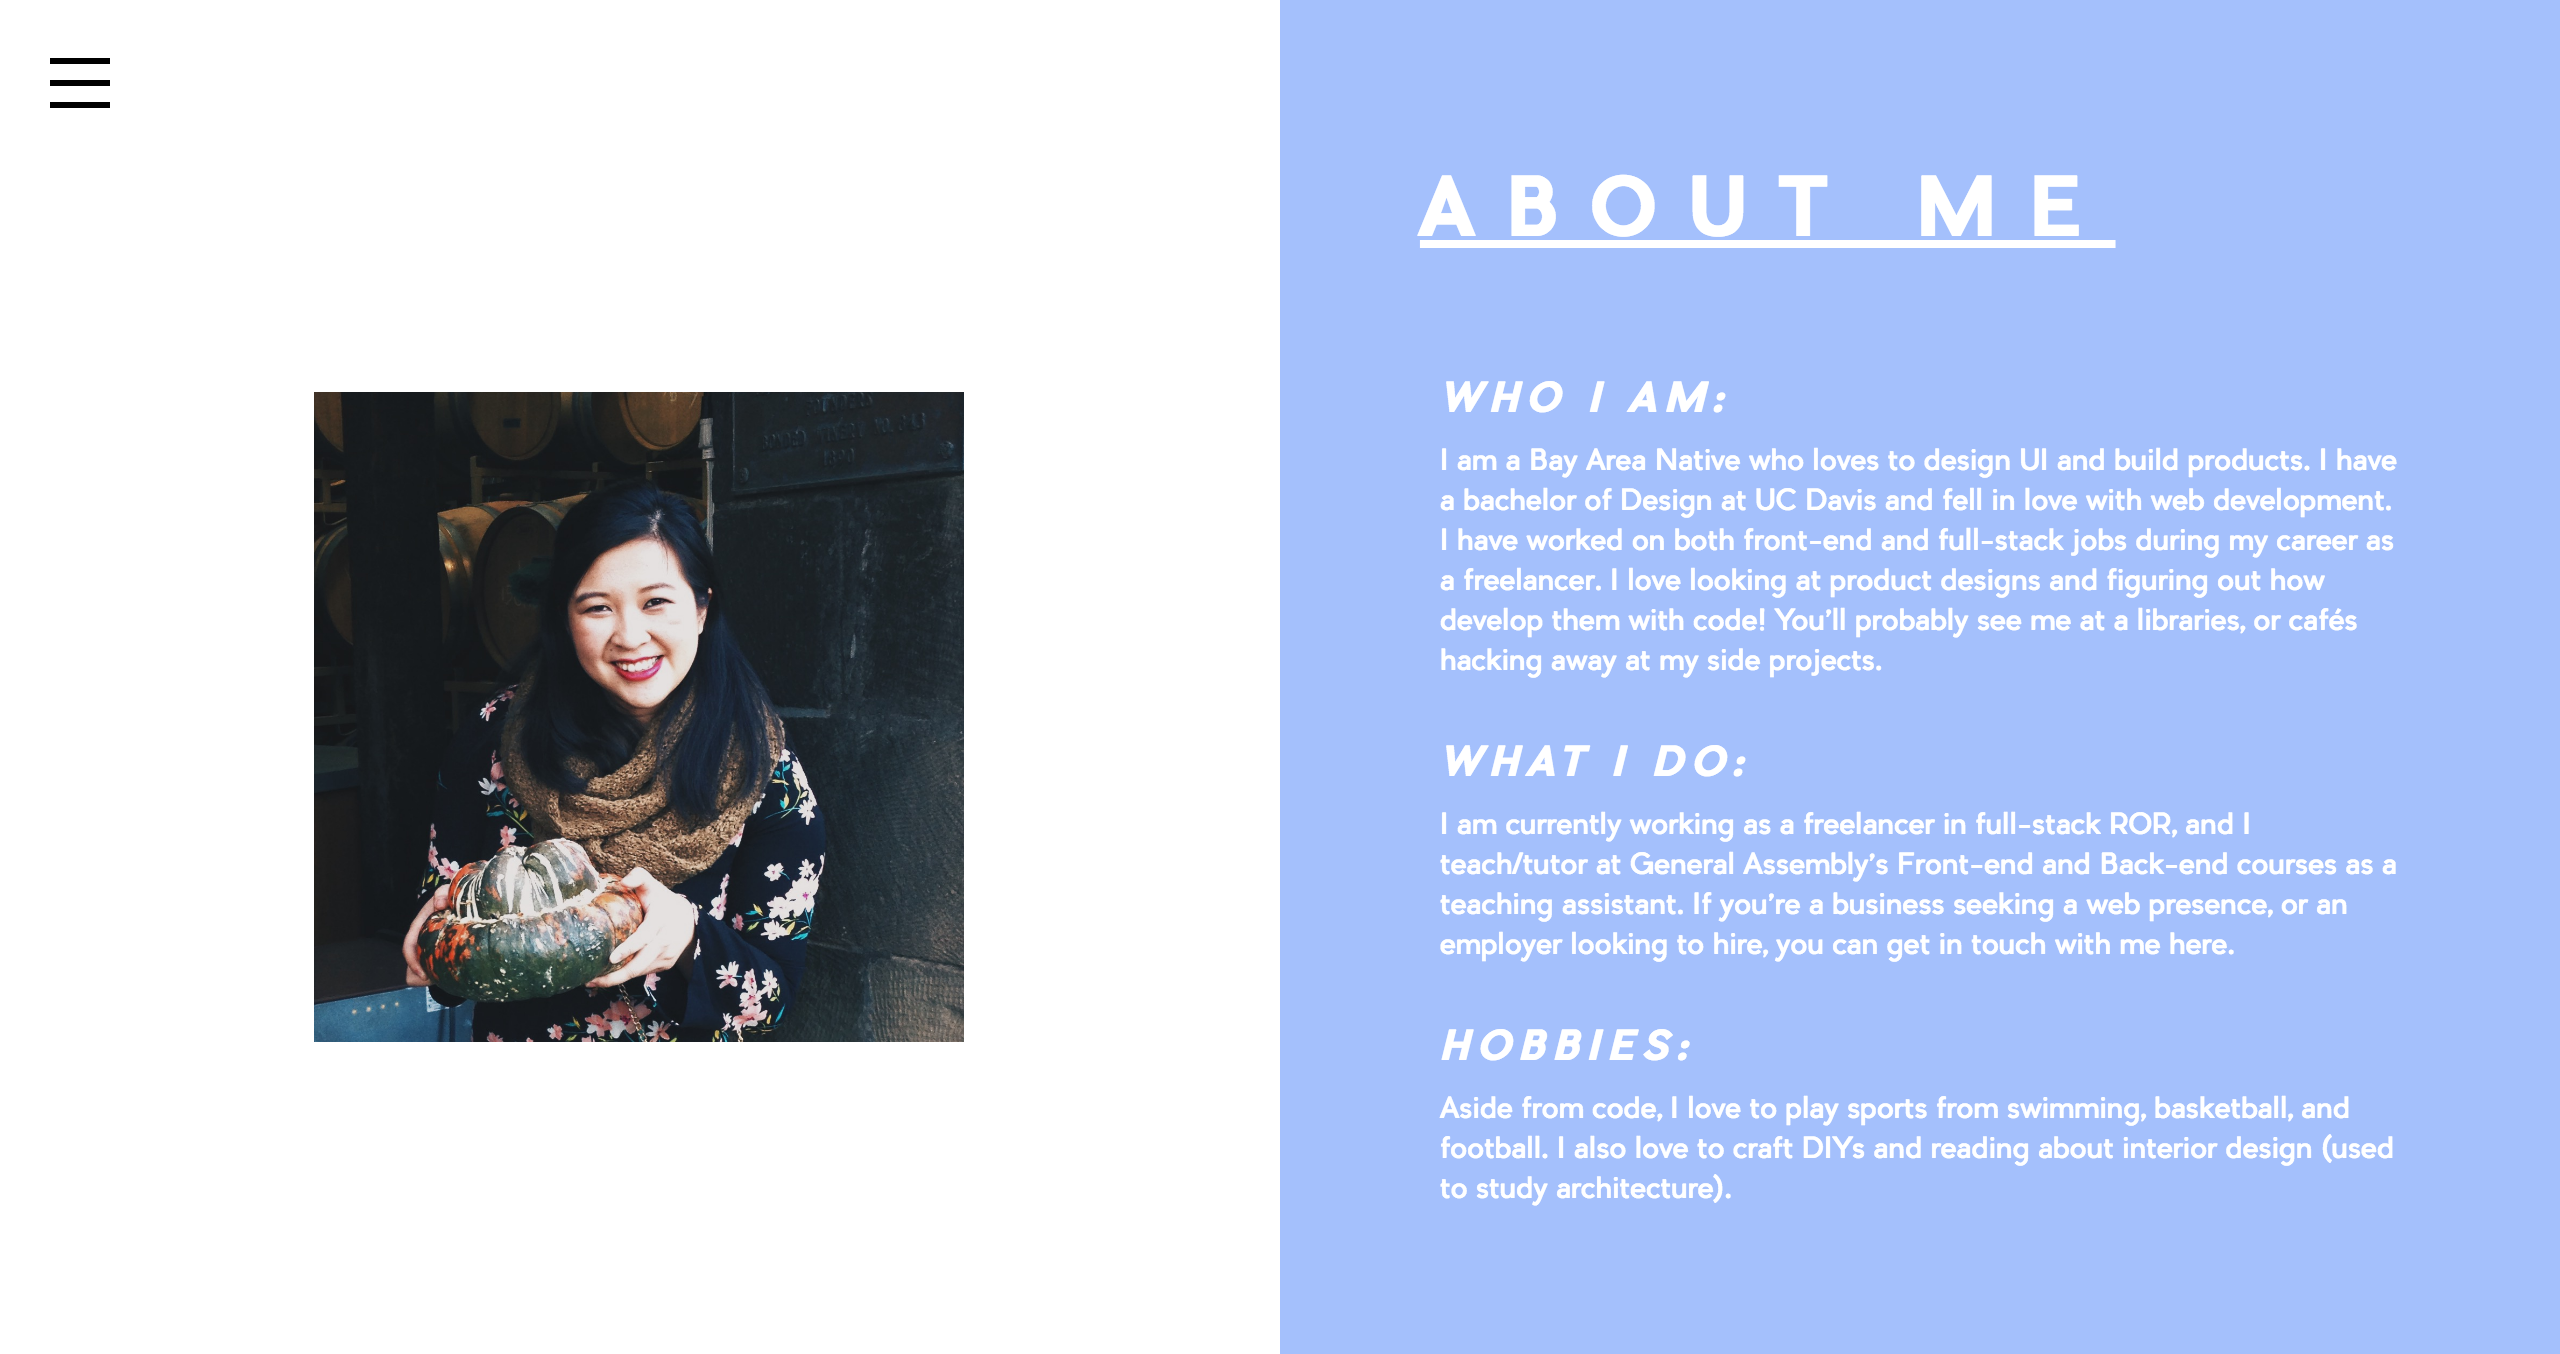 ABOUT ME
WHO I AM:
I am a Bay Area Native who loves to design UI and build products. I have
a bachelor of Design at UC Davis and fell in love with web development.
I have worked on both front-end and full-stack jobs during my career as
a freelancer. I love looking at product designs and figuring out how
develop them with code! You'll probably see me at a libraries, or cafés
hacking away at my side projects.
WHAT I DO:
I am currently working as a freelancer in full-stack ROR, and I
teach/tutor at General Assembly's Front-end and Back-end courses as a
teaching assistant. If you're a business seeking a web presence, or an
employer looking to hire, you can get in touch with me here.
HOBBIES:
Aside from code, I love to play sports from swimming, basketball, and
football. I also love to craft DIYs and reading about interior design (used
to study architecture).